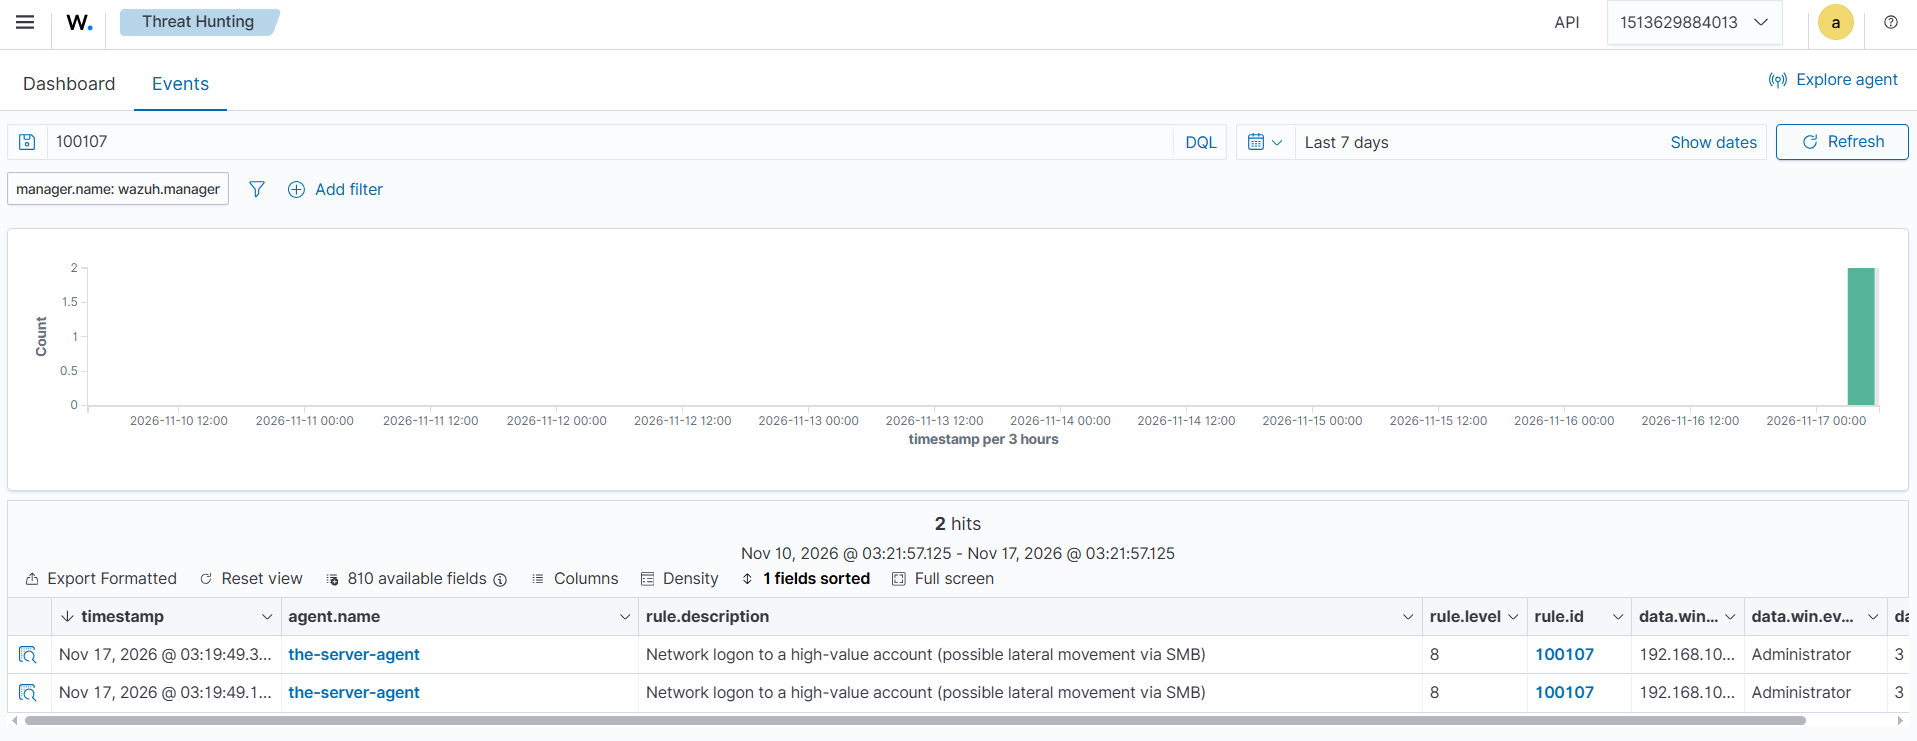 W. Threat Hunting API 1513629884013 a
Dashboard Events Explore agent
100107 DQL Last 7 days Show dates Refresh
manager.name: wazuh.manager Add filter
Count
2
1.5
1
0.5
0
2026-11-10 12:00 2026-11-11 00:00 2026-11-11 12:00 2026-11-12 00:00 2026-11-12 12:00 2026-11-13 00:00 2026-11-13 12:00 2026-11-14 00:00 2026-11-14 12:00 2026-11-15 00:00 2026-11-15 12:00 2026-11-16 00:00 2026-11-16 12:00 2026-11-17 00:00
timestamp per 3 hours
2 hits
Nov 10, 2026 @ 03:21:57.125 - Nov 17, 2026 @ 03:21:57.125
Export Formatted Reset view 810 available fields Columns Density 1 fields sorted Full screen
timestamp agent.name rule.description rule.level rule.id data.win... data.win.ev... da
Nov 17, 2026 @ 03:19:49.3... the-server-agent Network logon to a high-value account (possible lateral movement via SMB) 8 100107 192.168.10... Administrator 3
Nov 17, 2026 @ 03:19:49.1... the-server-agent Network logon to a high-value account (possible lateral movement via SMB) 8 100107 192.168.10... Administrator 3